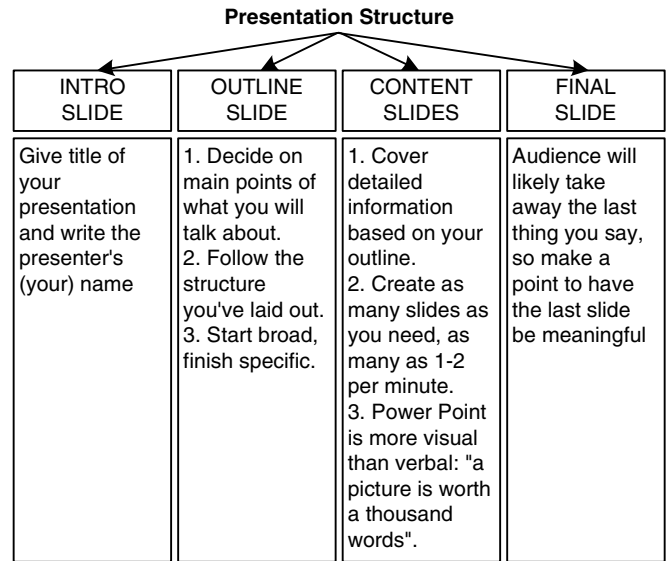 Presentation Structure
INTRO
SLIDE
OUTLINE
SLIDE
CONTENT
SLIDES
FINAL
SLIDE
Give title of
your
presentation
and write the
presenter's
(your) name
1. Decide on
main points of
what you will
talk about.
2. Follow the
structure
you've laid out.
3. Start broad,
finish specific.
1. Cover
detailed
information
based on your
outline.
2. Create as
many slides as
you need, as
many as 1-2
per minute.
3. Power Point
is more visual
than verbal: "a
picture is worth
a thousand
words".
Audience will
likely take
away the last
thing you say,
so make a
point to have
the last slide
be meaningful